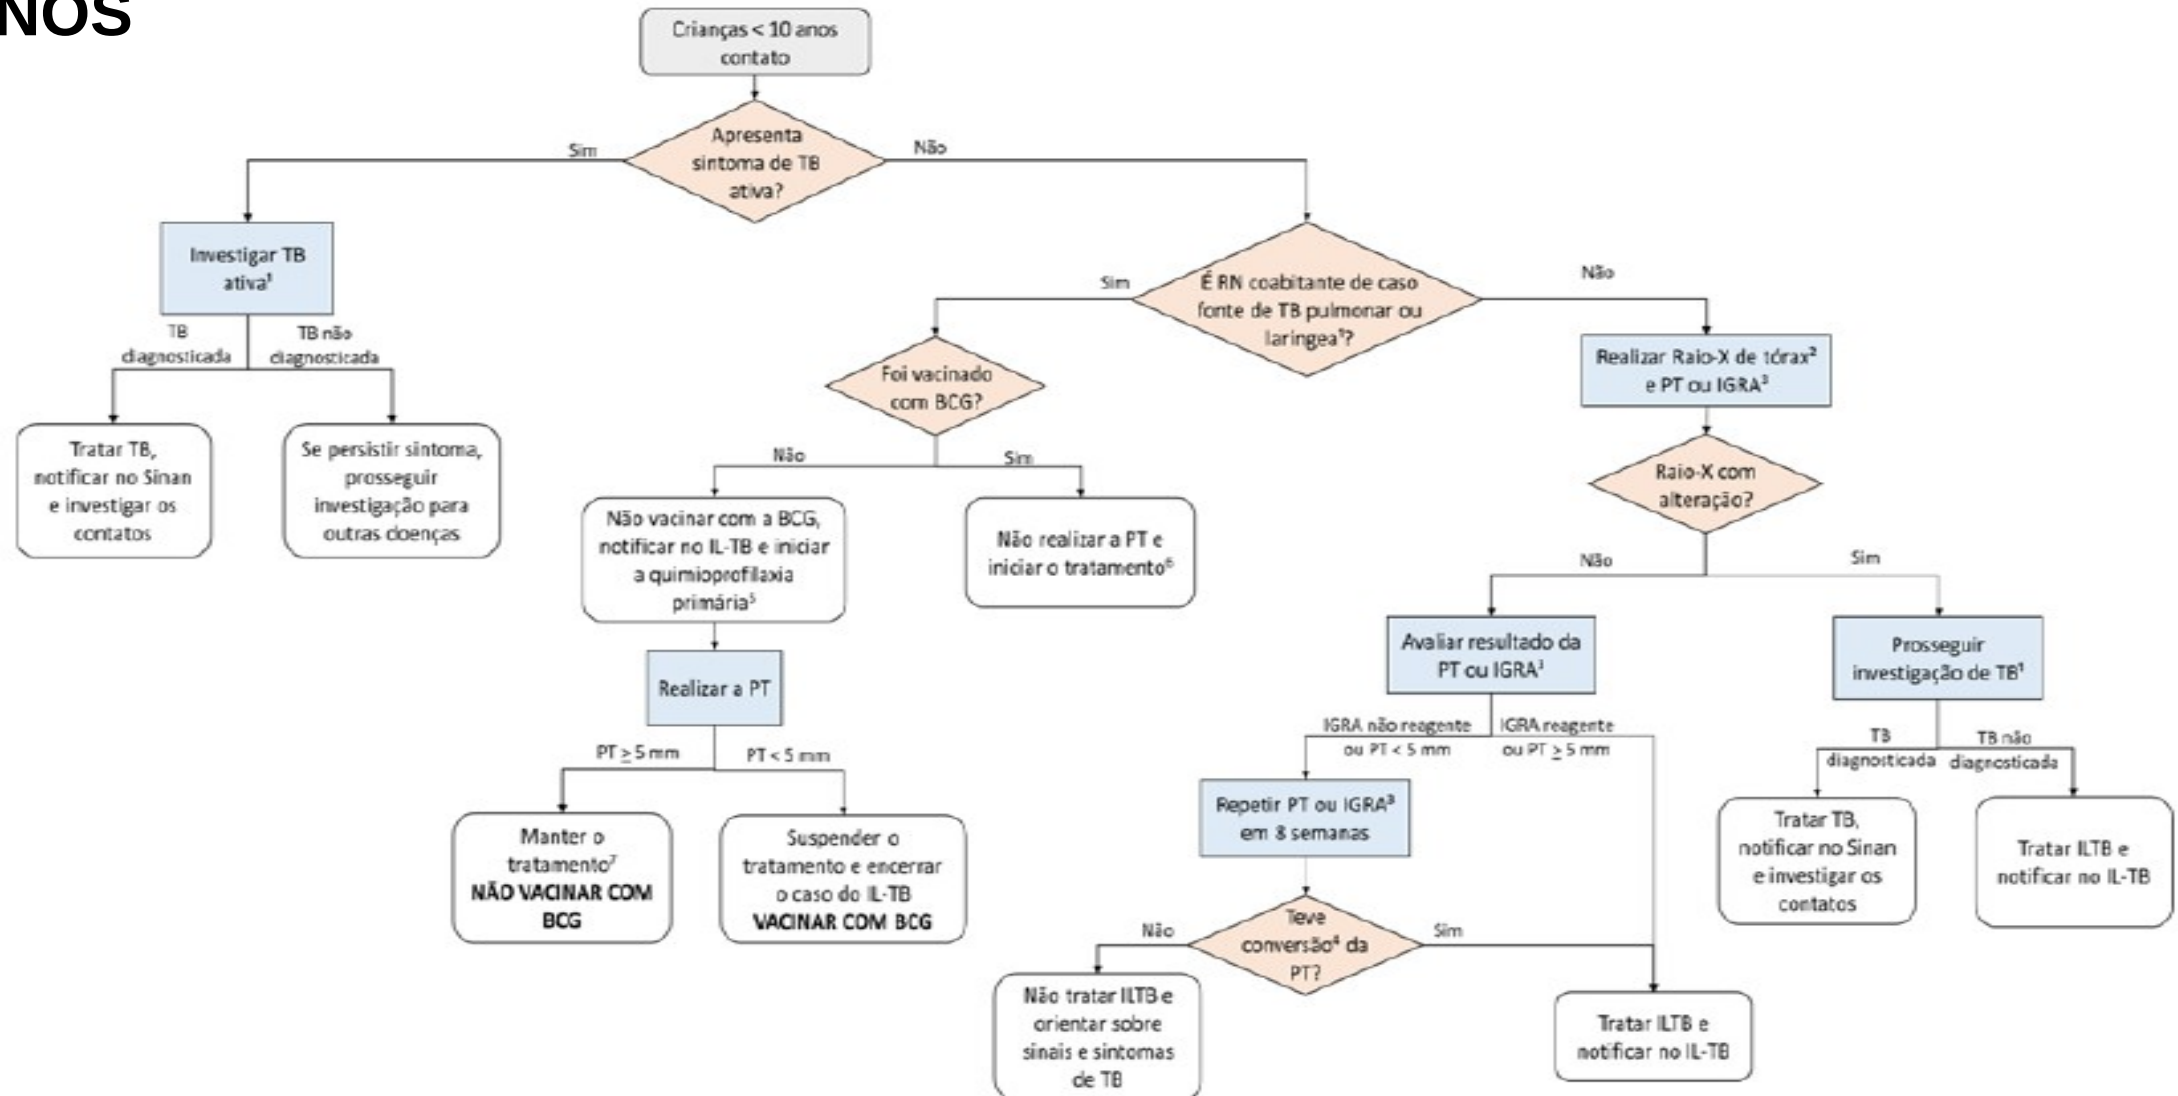 NOS
Crianças < 10 anos
contato
Apresenta
sintoma de TB
ativa?
Sim
Não
Investigar TB
ativa¹
TB
diagnosticada
TB não
diagnosticada
Tratar TB,
notificar no Sinan
e investigar os
contatos
Se persistir sintoma,
prosseguir
investigação para
outras doenças
É RN coabitante de caso
fonte de TB pulmonar ou
laringea¹?
Sim
Não
Foi vacinado
com BCG?
Não
Sim
Não vacinar com a BCG,
notificar no IL-TB e iniciar
a quimioprofilaxia
primária⁵
Não realizar a PT e
iniciar o tratamento⁶
Realizar a PT
PT ≥ 5 mm
PT < 5 mm
Manter o
tratamento⁷
NÃO VACINAR COM
BCG
Suspender o
tratamento e encerrar
o caso do IL-TB
VACINAR COM BCG
Realizar Raio-X de tórax²
e PT ou IGRA³
Raio-X com
alteração?
Não
Sim
Avaliar resultado da
PT ou IGRA³
IGRA não reagente
ou PT < 5 mm
IGRA reagente
ou PT ≥ 5 mm
Repetir PT ou IGRA³
em 8 semanas
Teve
conversão⁴ da
PT?
Não
Sim
Não tratar ILTB e
orientar sobre
sinais e sintomas
de TB
Tratar ILTB e
notificar no IL-TB
Prosseguir
investigação de TB¹
TB
diagnosticada
TB não
diagnosticada
Tratar TB,
notificar no Sinan
e investigar os
contatos
Tratar ILTB e
notificar no IL-TB